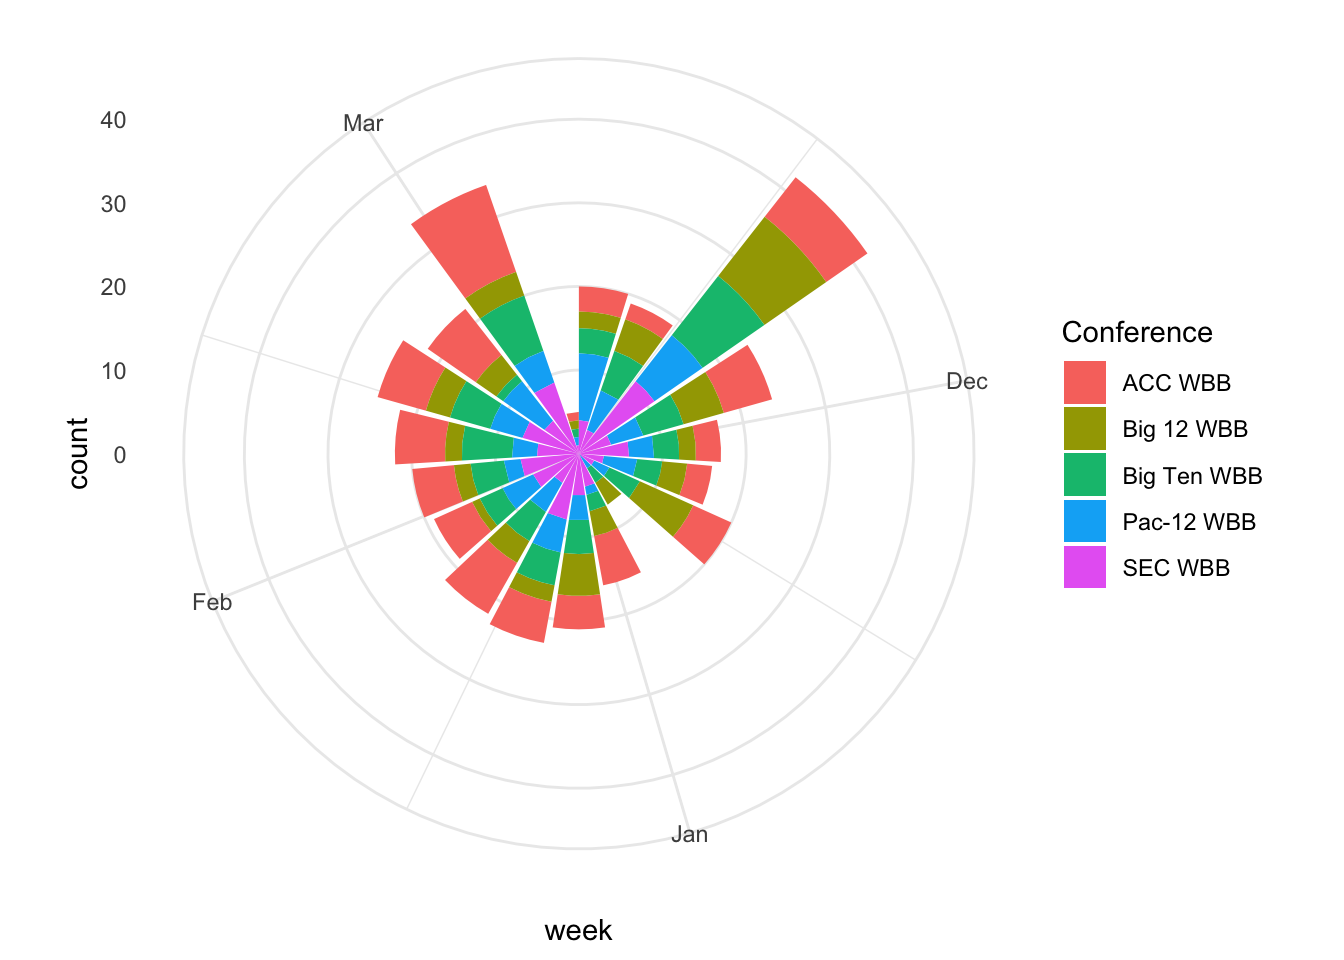 40
30
20
10
0
count
Mar
Dec
Feb
Jan
week
Conference
ACC WBB
Big 12 WBB
Big Ten WBB
Pac-12 WBB
SEC WBB